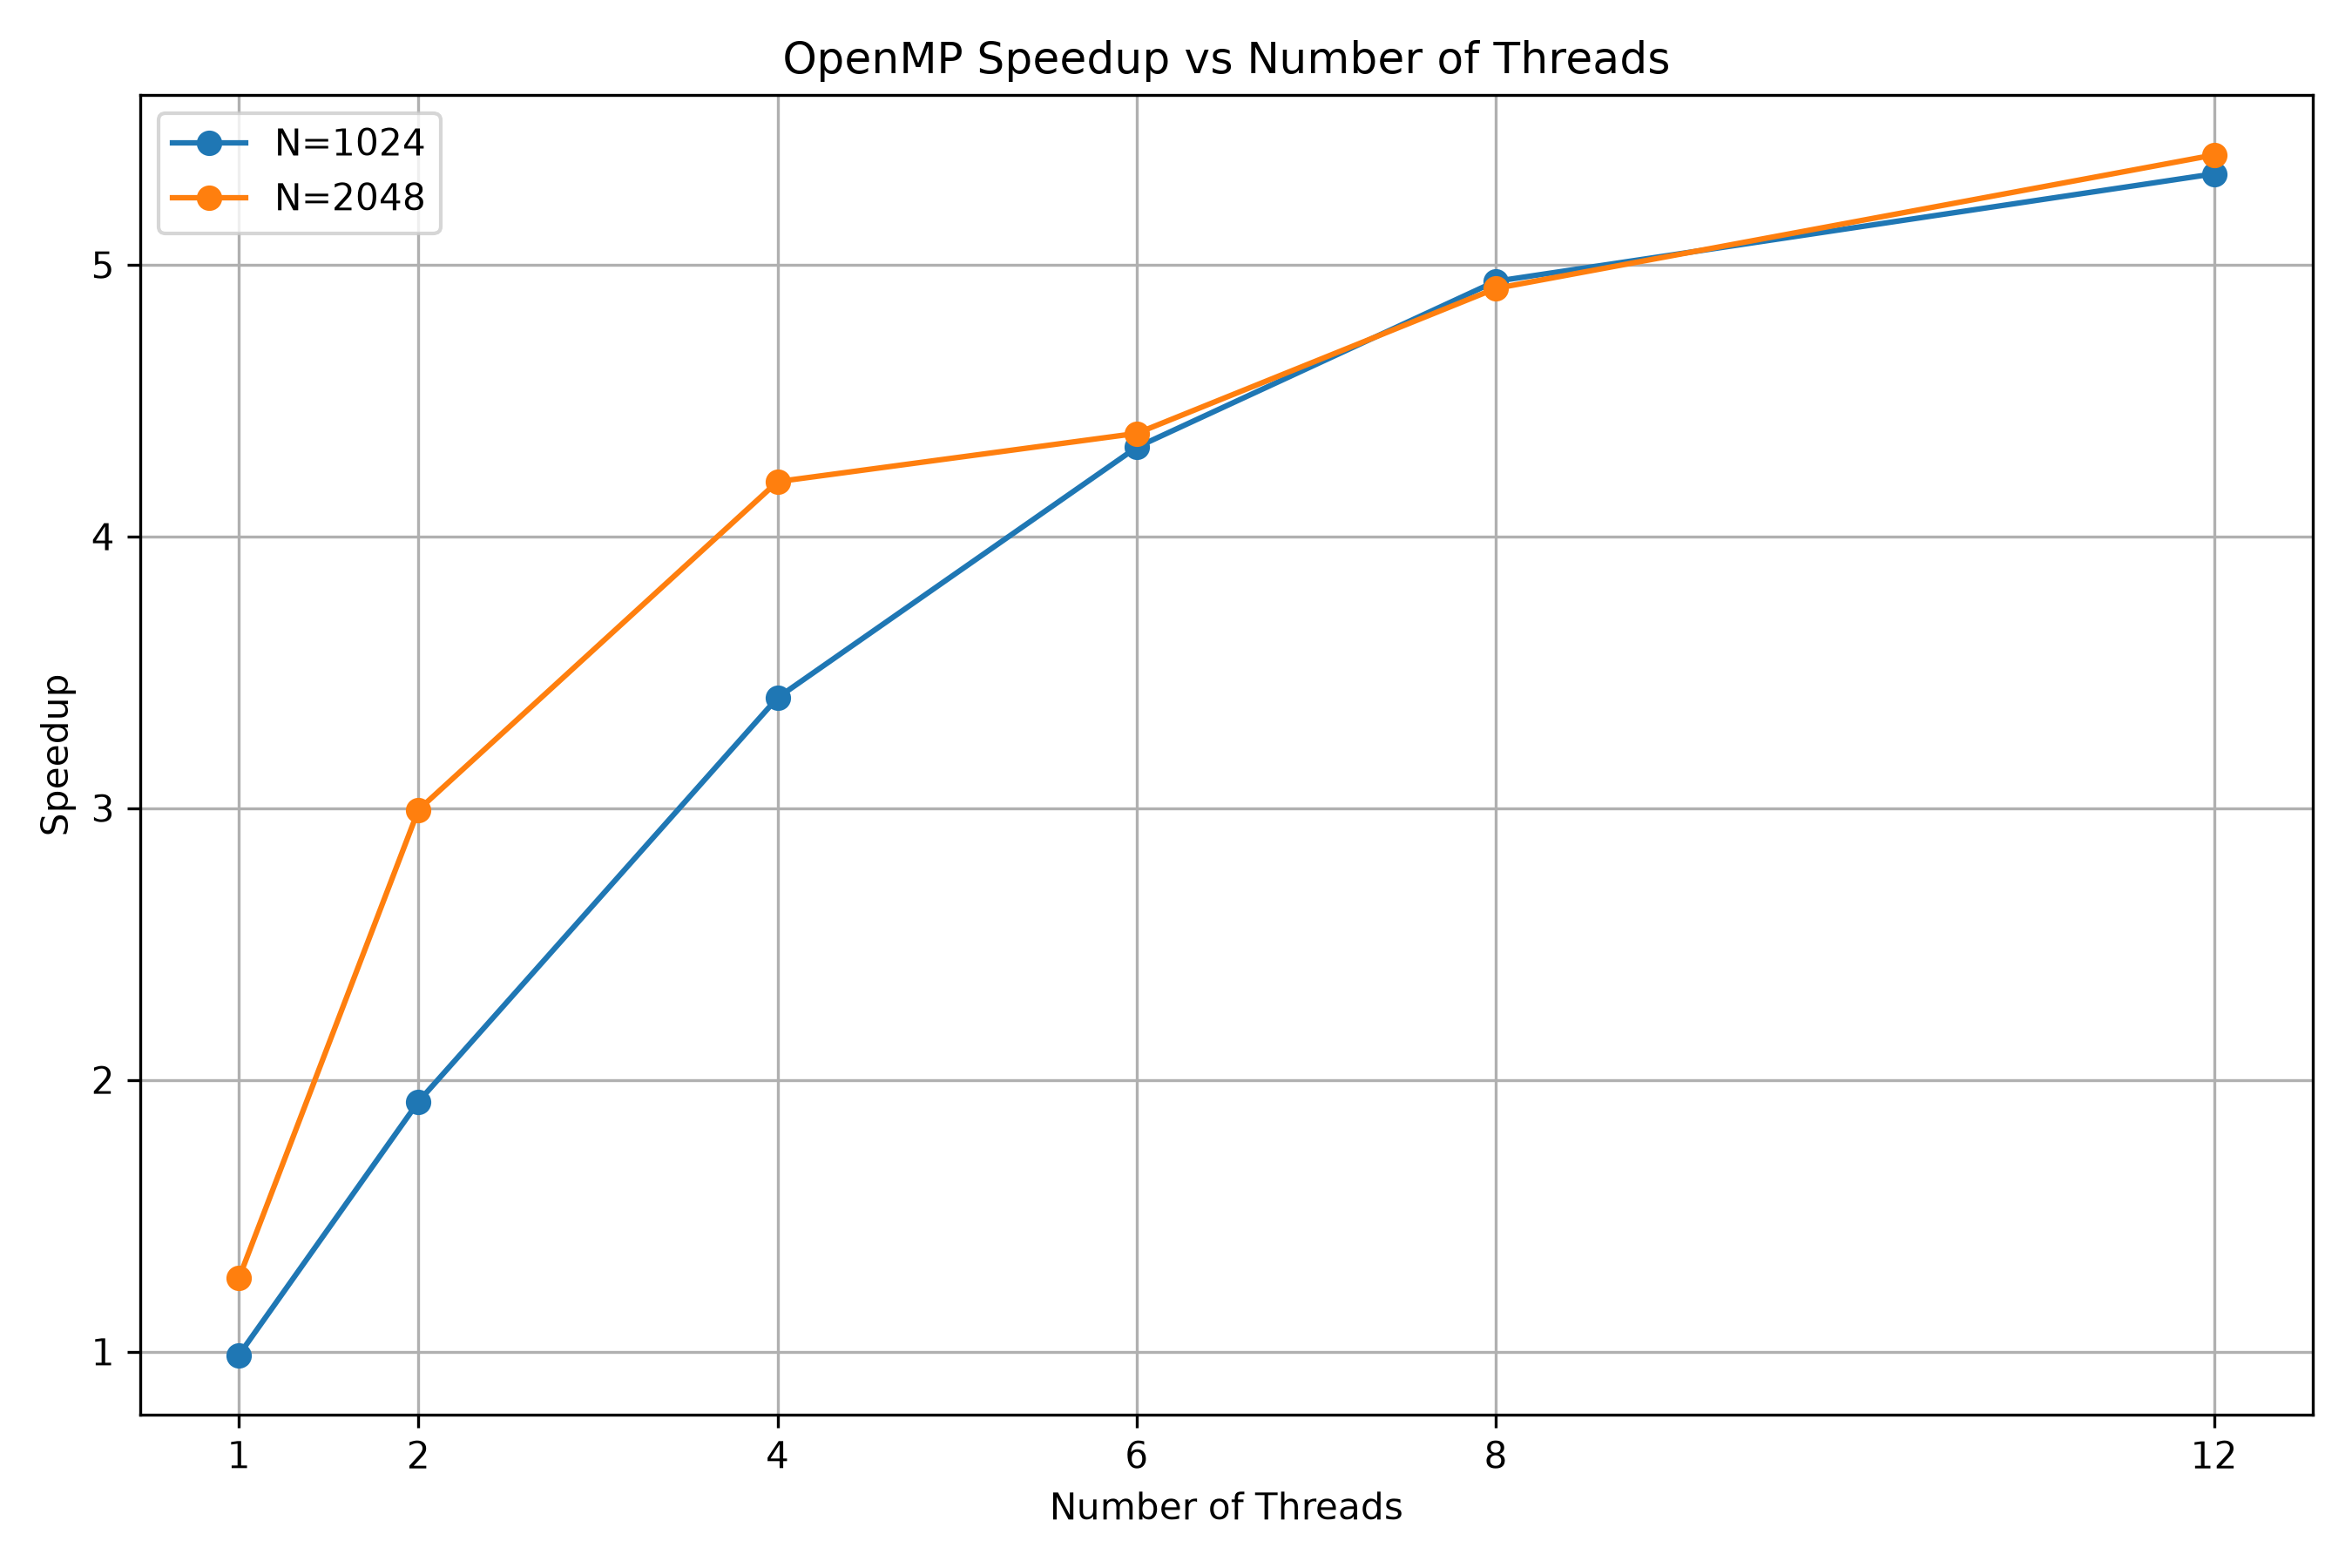 OpenMP Speedup vs Number of Threads
N=1024
N=2048
5
4
3
2
1
Speedup
1 2 4 6 8 12
Number of Threads